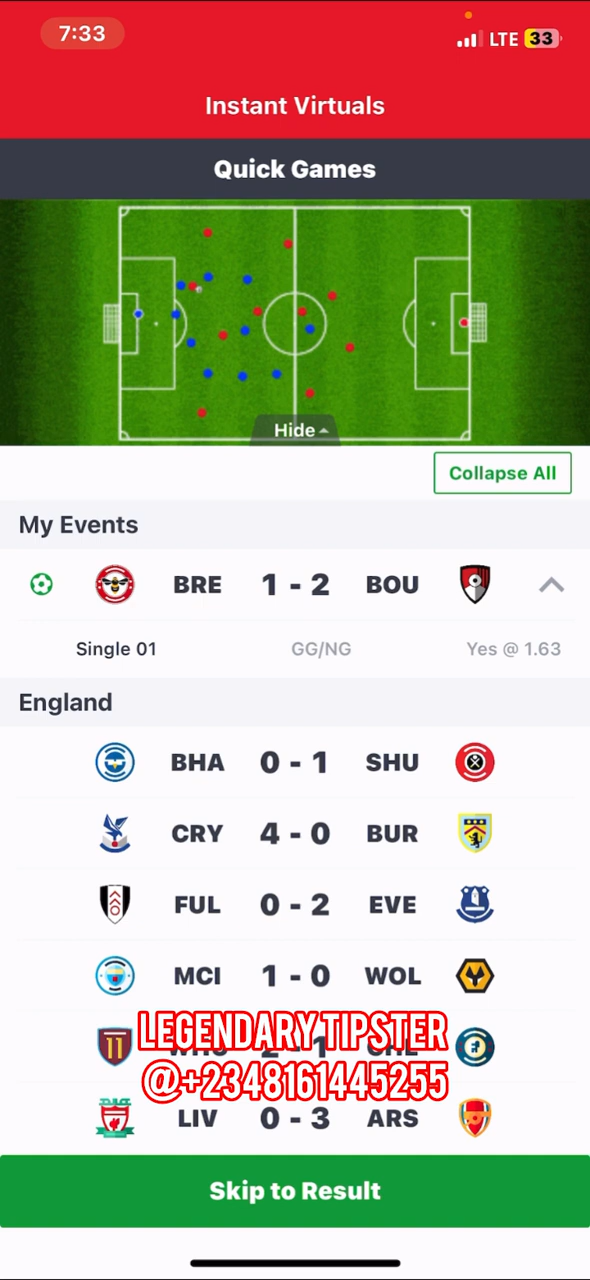 7:33 LTE 33
Instant Virtuals
Quick Games
Hide
Collapse All
My Events
BRE 1 - 2 BOU
Single 01 GG/NG Yes @ 1.63
England
BHA 0 - 1 SHU
CRY 4 - 0 BUR
FUL 0 - 2 EVE
MCI 1 - 0 WOL
LEGENDARY TIPSTER
@+2348161445255
LIV 0 - 3 ARS
Skip to Result